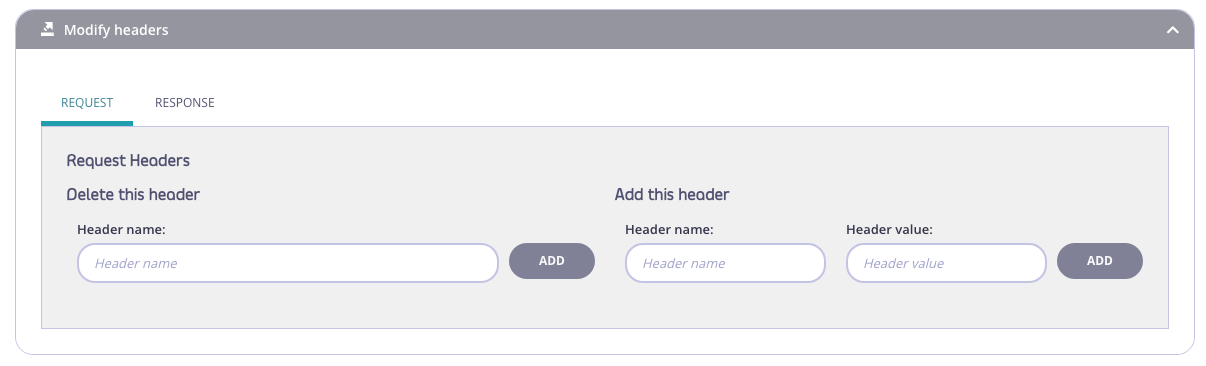 Modify headers
REQUEST RESPONSE
Request Headers
Delete this header
Header name:
Header name
ADD
Add this header
Header name: Header value:
Header name Header value
ADD